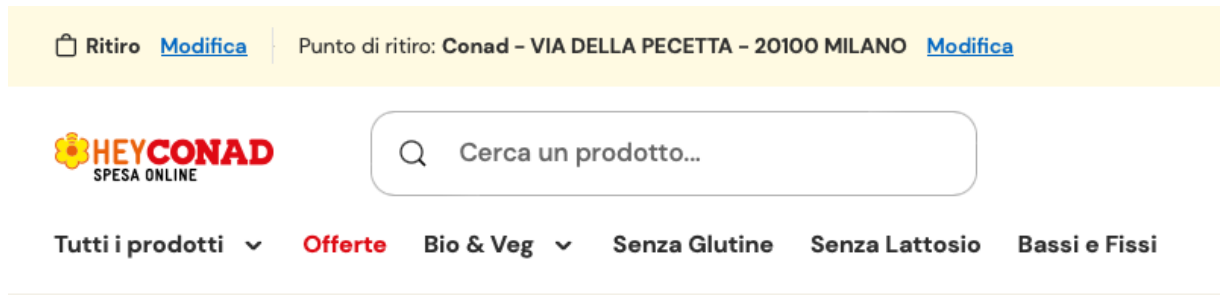 Ritiro Modifica Punto di ritiro: Conad – VIA DELLA PECETTA – 20100 MILANO Modifica
HEYCONAD Cerca un prodotto...
SPESA ONLINE
Tutti i prodotti Offerte Bio & Veg Senza Glutine Senza Lattosio Bassi e Fissi